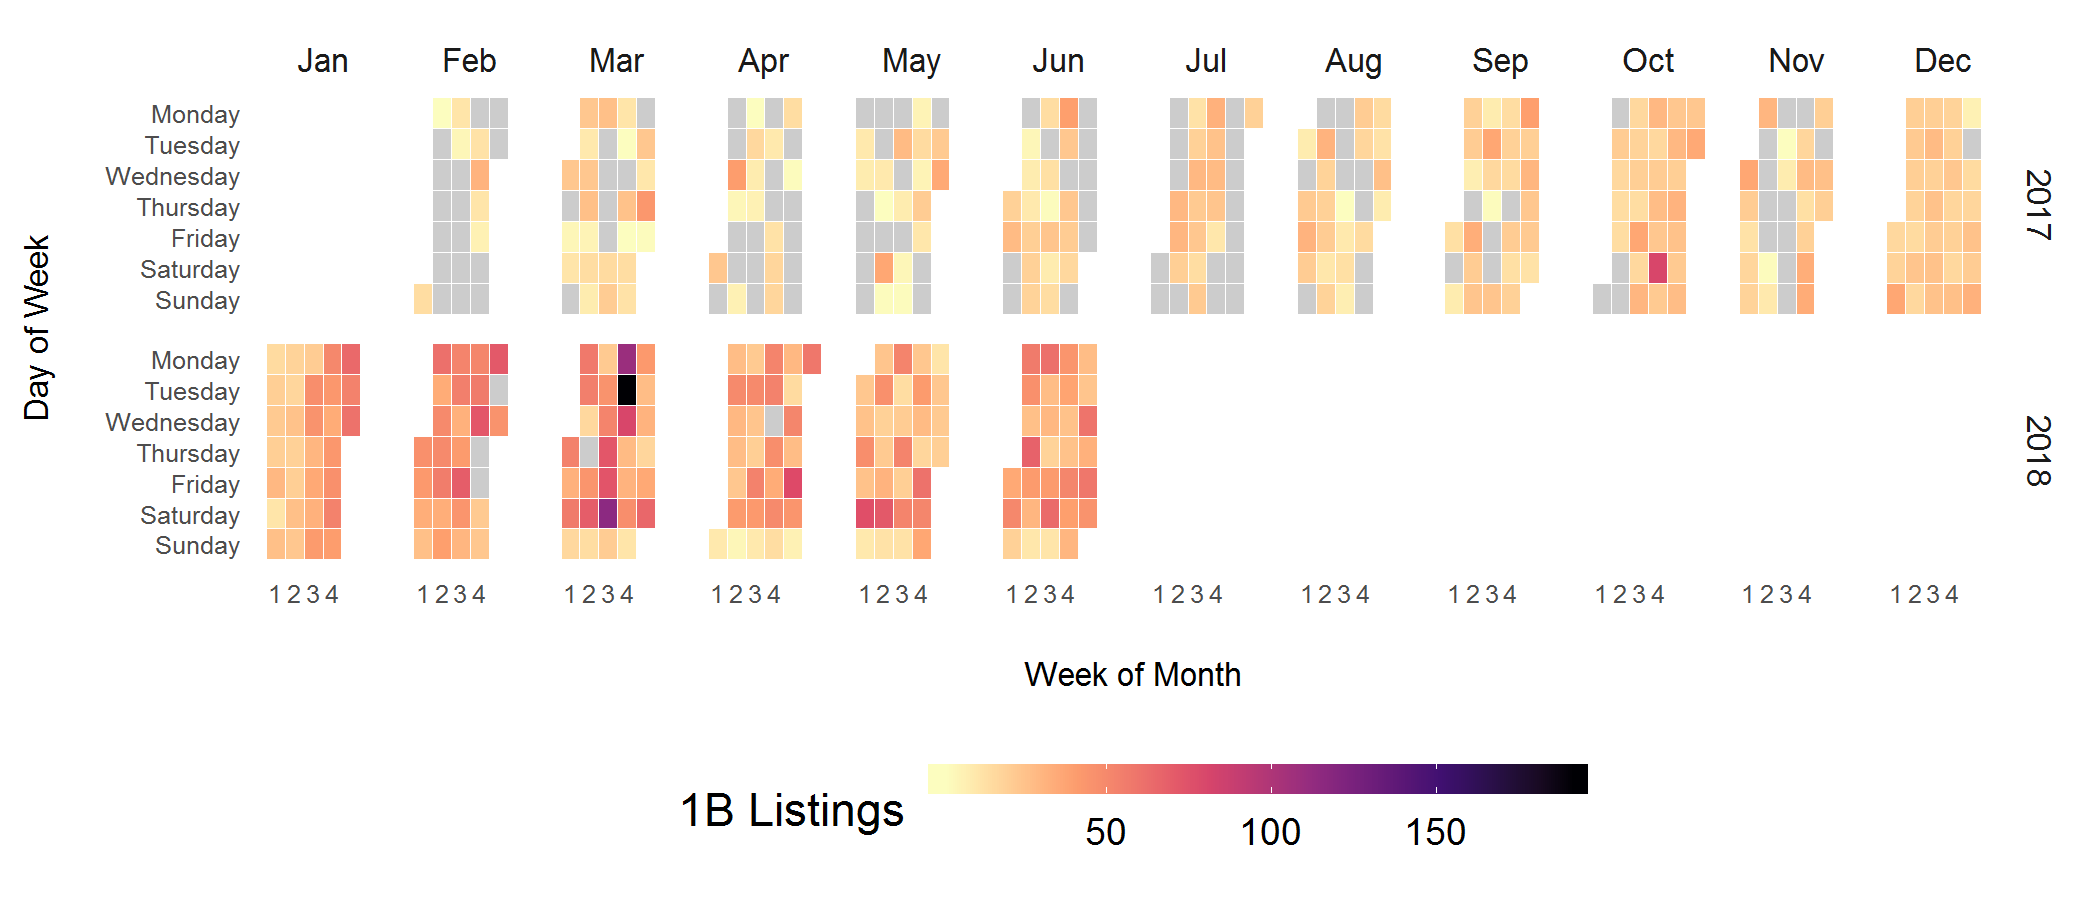 Jan Feb Mar Apr May Jun Jul Aug Sep Oct Nov Dec
Monday
Tuesday
Wednesday
Thursday
Friday
Saturday
Sunday
2017
Monday
Tuesday
Wednesday
Thursday
Friday
Saturday
Sunday
2018
Day of Week
1 2 3 4 1 2 3 4 1 2 3 4 1 2 3 4 1 2 3 4 1 2 3 4 1 2 3 4 1 2 3 4 1 2 3 4 1 2 3 4 1 2 3 4 1 2 3 4
Week of Month
1B Listings
50 100 150